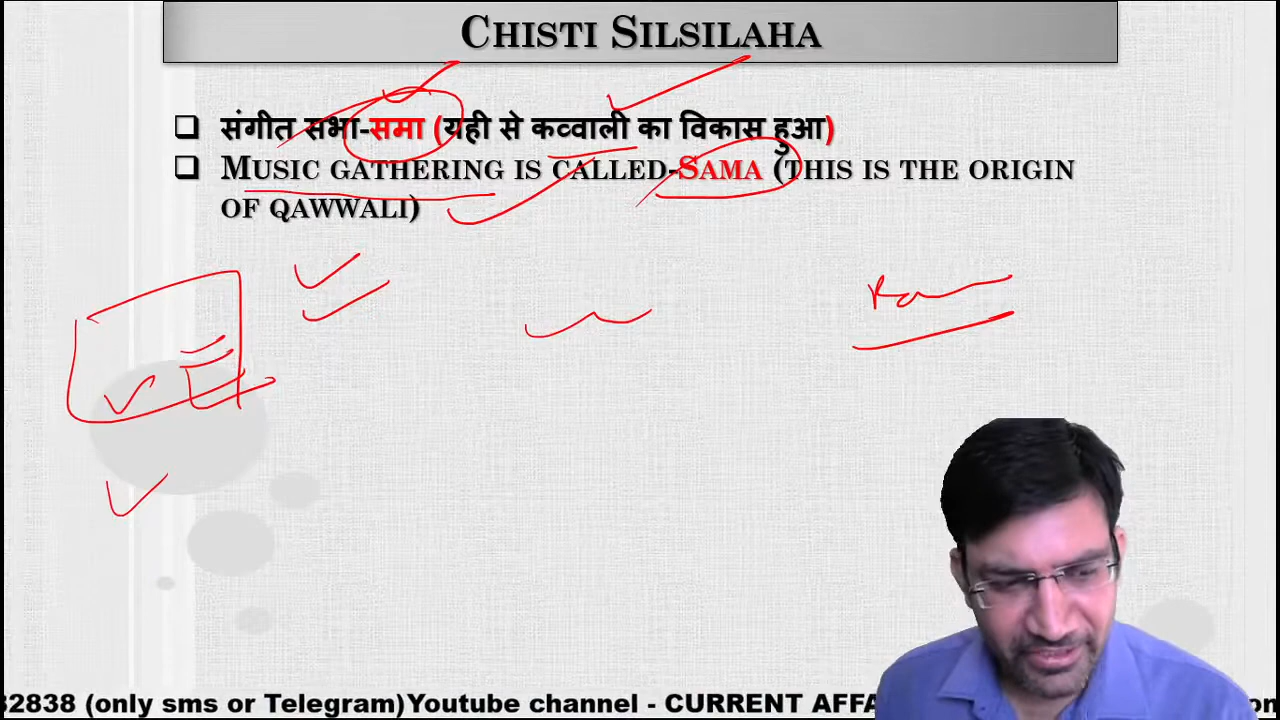 CHISTI SILSILAHA
संगीत सभा-समा (यही से कव्वाली का विकास हुआ)
MUSIC GATHERING IS CALLED-SAMA (THIS IS THE ORIGIN
OF QAWWALI)
32838 (only sms or Telegram)Youtube channel - CURRENT AFFA